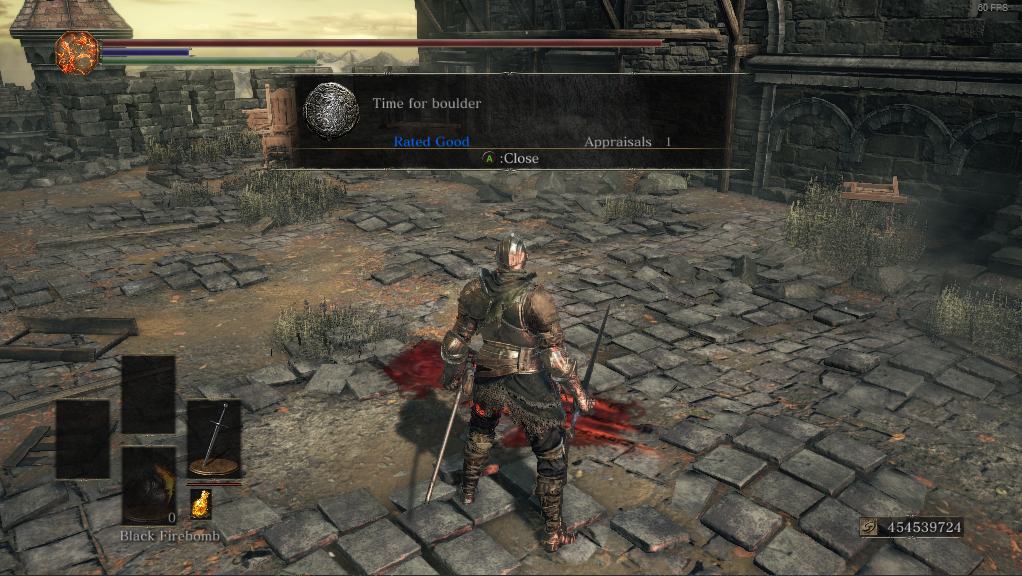 60 FPS
Time for boulder
Rated Good
Appraisals 1
A :Close
0
Black Firebomb
454539724